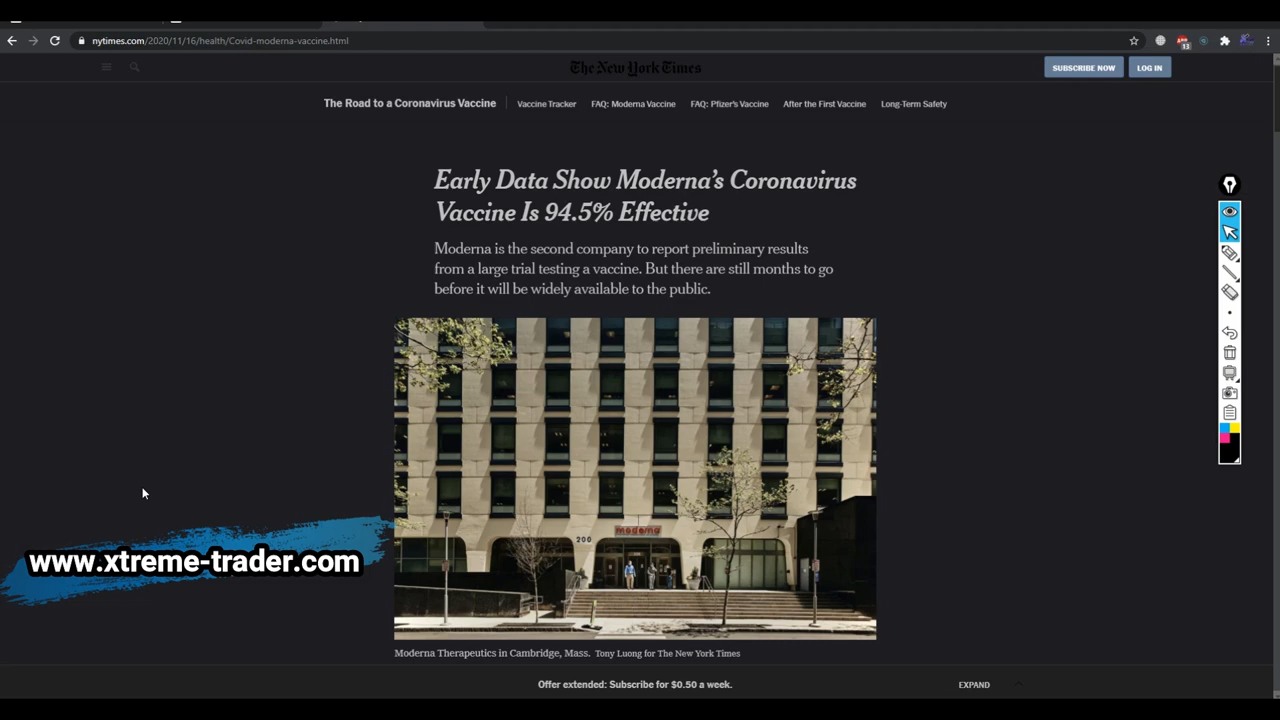 nytimes.com/2020/11/16/health/Covid-moderna-vaccine.html
13
The New York Times
SUBSCRIBE NOW
LOG IN
The Road to a Coronavirus Vaccine
Vaccine Tracker
FAQ: Moderna Vaccine
FAQ: Pfizer's Vaccine
After the First Vaccine
Long-Term Safety
Early Data Show Moderna's Coronavirus
Vaccine Is 94.5% Effective
Moderna is the second company to report preliminary results
from a large trial testing a vaccine. But there are still months to go
before it will be widely available to the public.
moderna
200
www.xtreme-trader.com
Moderna Therapeutics in Cambridge, Mass. Tony Luong for The New York Times
Offer extended: Subscribe for $0.50 a week.
EXPAND